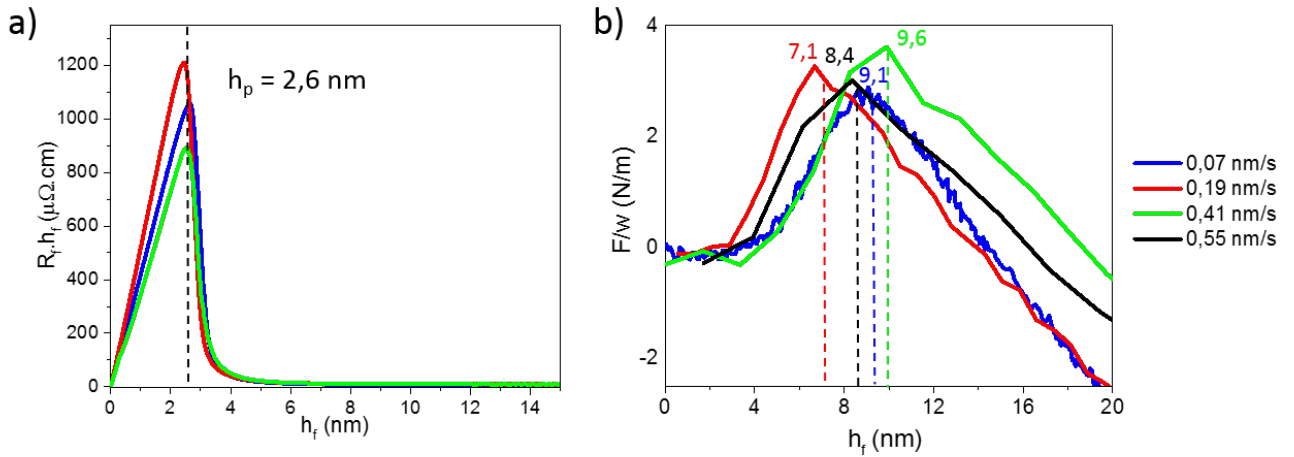 a)
1200
1000
800
600
400
200
0
R_f.h_f (μΩ.cm)
h_p = 2,6 nm
0 2 4 6 8 10 12 14
h_f (nm)
b)
4
2
0
-2
F/w (N/m)
7,1
8,4
9,1
9,6
0 4 8 12 16 20
h_f (nm)
0,07 nm/s
0,19 nm/s
0,41 nm/s
0,55 nm/s